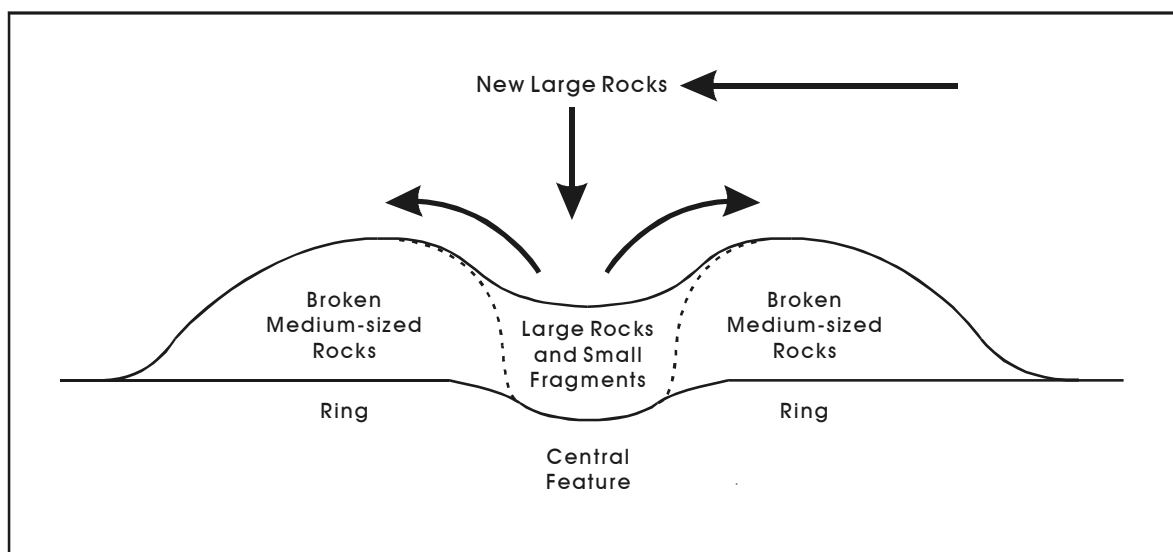 New Large Rocks
Broken
Medium-sized
Rocks
Large Rocks
and Small
Fragments
Broken
Medium-sized
Rocks
Ring
Ring
Central
Feature